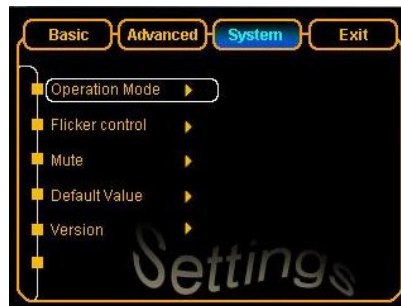 Basic Advanced System Exit
Operation Mode
Flicker control
Mute
Default Value
Version
Settings